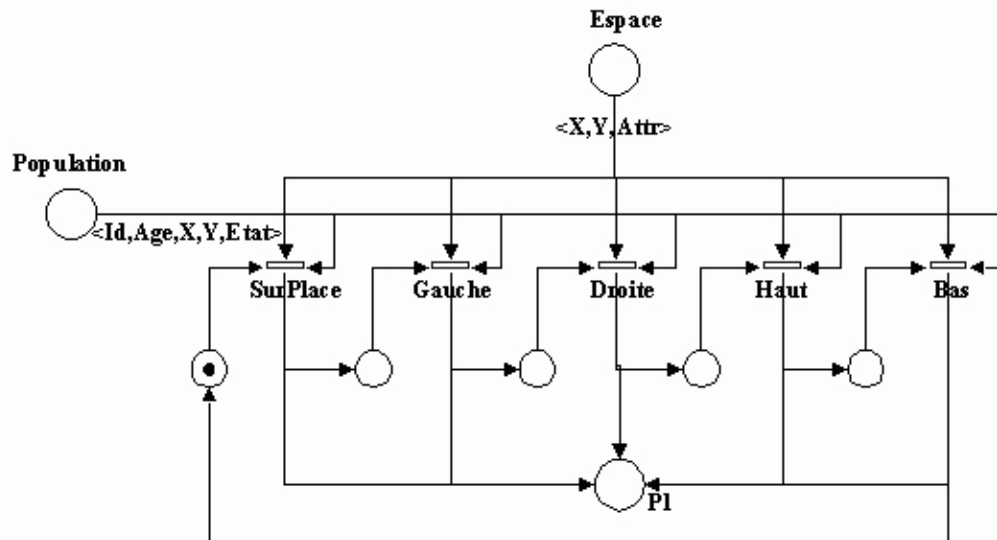 Espace
<X,Y,Attr>
Population
<Id,Age,X,Y,Etat>
SurPlace Gauche Droite Haut Bas
P1